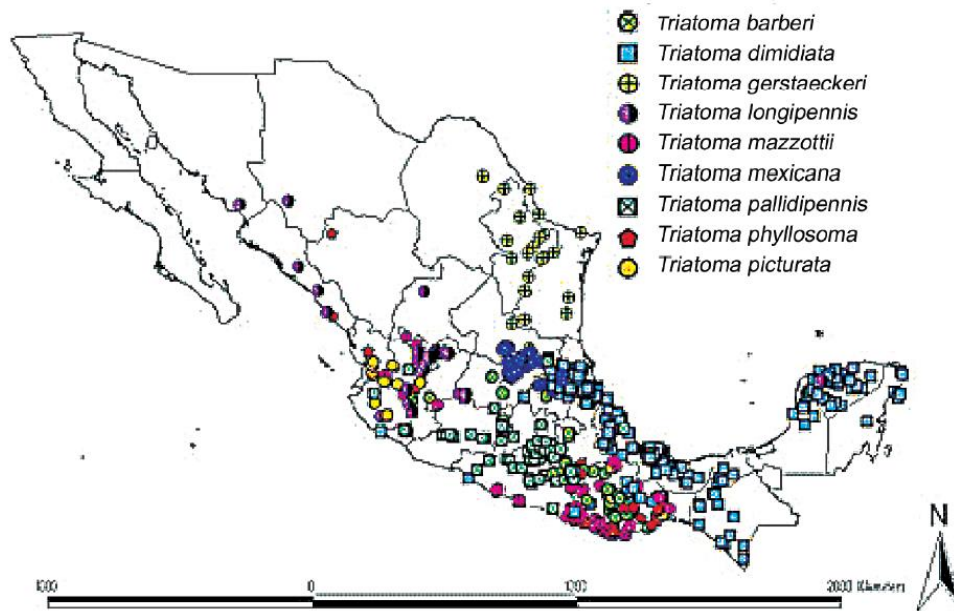 Triatoma barberi
Triatoma dimidiata
Triatoma gerstaeckeri
Triatoma longipennis
Triatoma mazzottii
Triatoma mexicana
Triatoma pallidipennis
Triatoma phyllosoma
Triatoma picturata
N
0